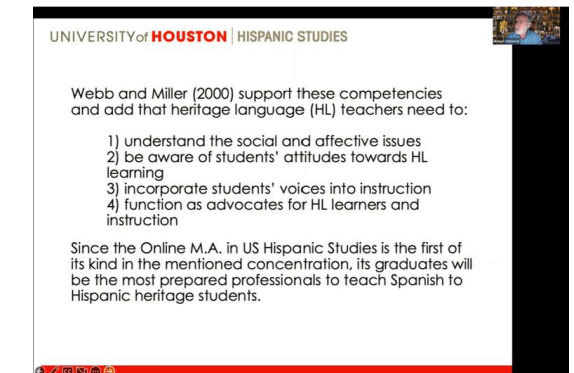 UNIVERSITY of HOUSTON | HISPANIC STUDIES
Webb and Miller (2000) support these competencies
and add that heritage language (HL) teachers need to:
1) understand the social and affective issues
2) be aware of students' attitudes towards HL
learning
3) incorporate students' voices into instruction
4) function as advocates for HL learners and
instruction
Since the Online M.A. in US Hispanic Studies is the first of
its kind in the mentioned concentration, its graduates will
be the most prepared professionals to teach Spanish to
Hispanic heritage students.